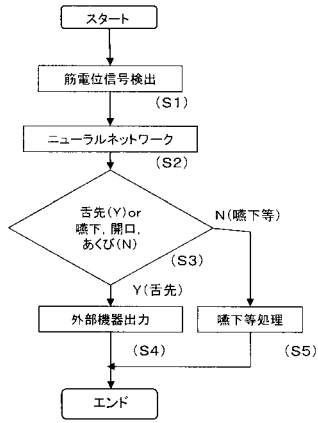 スタート
筋電位信号検出
(S1)
ニューラルネットワーク
(S2)
舌先(Y)or
嚥下，開口，
あくび(N)
N(嚥下等)
(S3)
Y(舌先)
外部機器出力
嚥下等処理
(S4)
(S5)
エンド